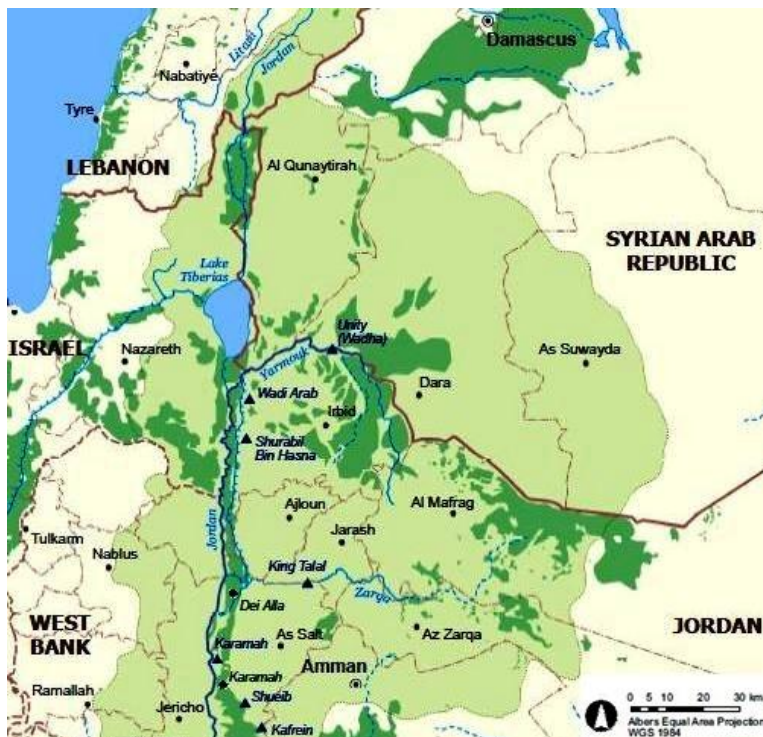 Damascus
Litani
Jordan
Nabatiye
Tyre
LEBANON
Al Qunaytirah
SYRIAN ARAB
REPUBLIC
Lake
Tiberias
Unity
(Wadha)
ISRAEL
Nazareth
Yarmouk
As Suwayda
Dara
Wadi Arab
Irbid
Shurabil
Bin Hasna
Ajloun
Al Mafrag
Jordan
Jarash
Tulkarm
Nablus
King Talal
Zarqa
Dei Alla
WEST
BANK
Karamah
As Salt
Az Zarqa
JORDAN
Karamah
Amman
Ramallah
Jericho
Shueib
Kafrein
0 5 10 20 30 km
Albers Equal Area Projection
WGS 1984